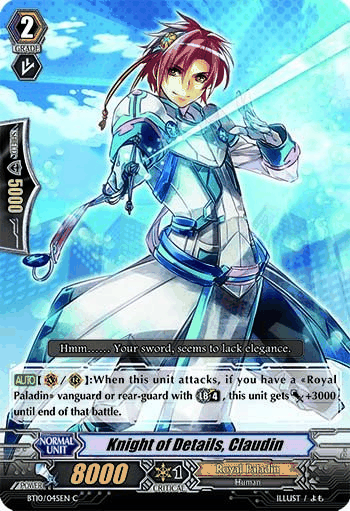 2
GRADE
SHIELD
5000
Hmm…… Your sword, seems to lack elegance.
AUTO [ / ]:When this unit attacks, if you have a «Royal
Paladin» vanguard or rear-guard with LB4, this unit gets +3000
until end of that battle.
NORMAL UNIT
Knight of Details, Claudin
POWER 8000
1 CRITICAL
Royal Paladin
Human
BT10/045EN C
ILLUST / よも